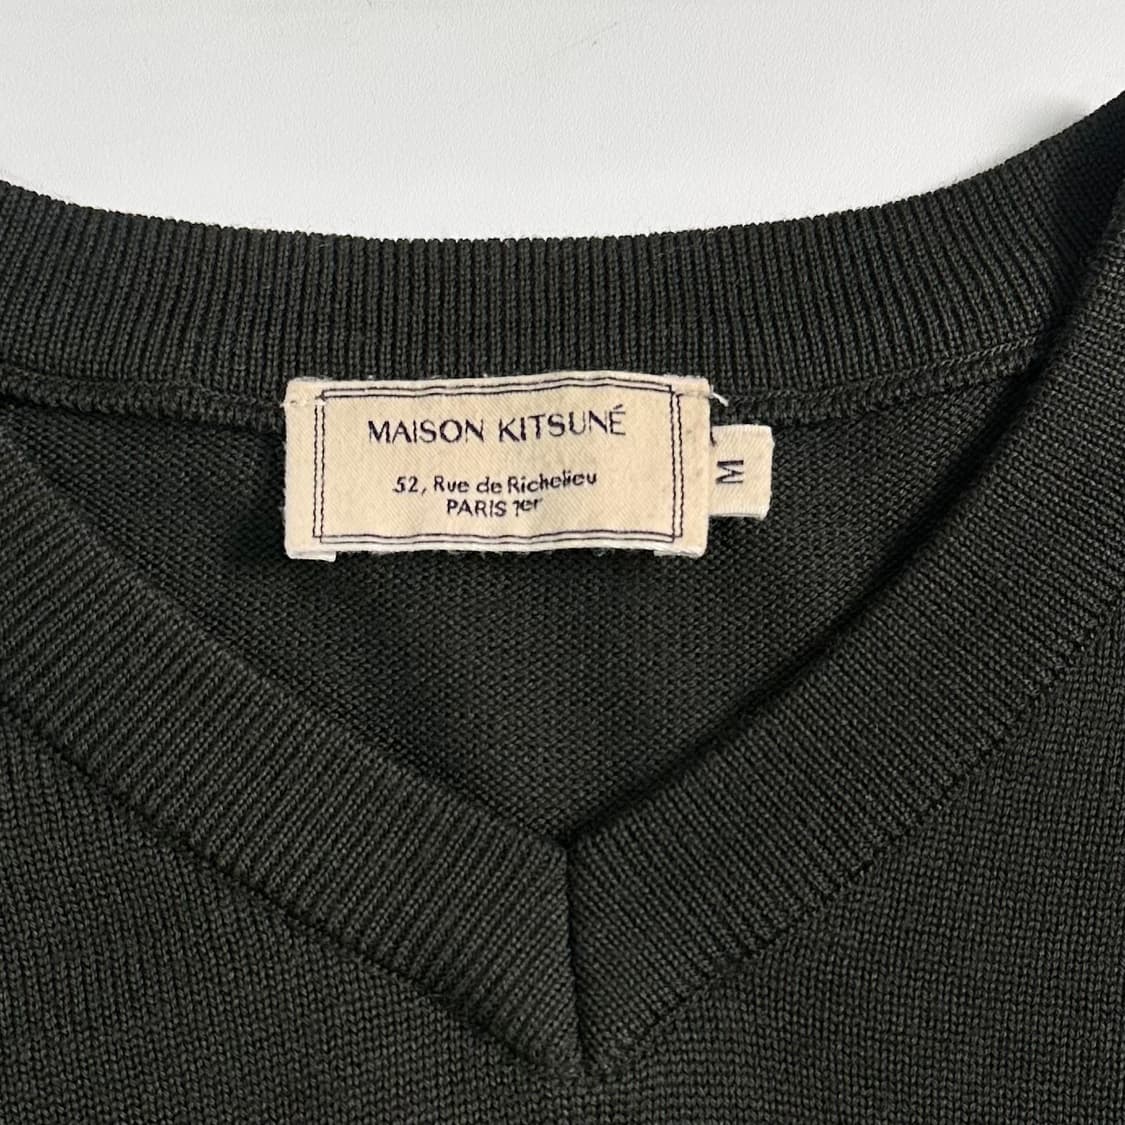 MAISON KITSUNÉ
52, Rue de Richelieu
PARIS 1er
M